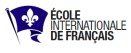 ÉCOLE
INTERNATIONALE
DE FRANÇAIS